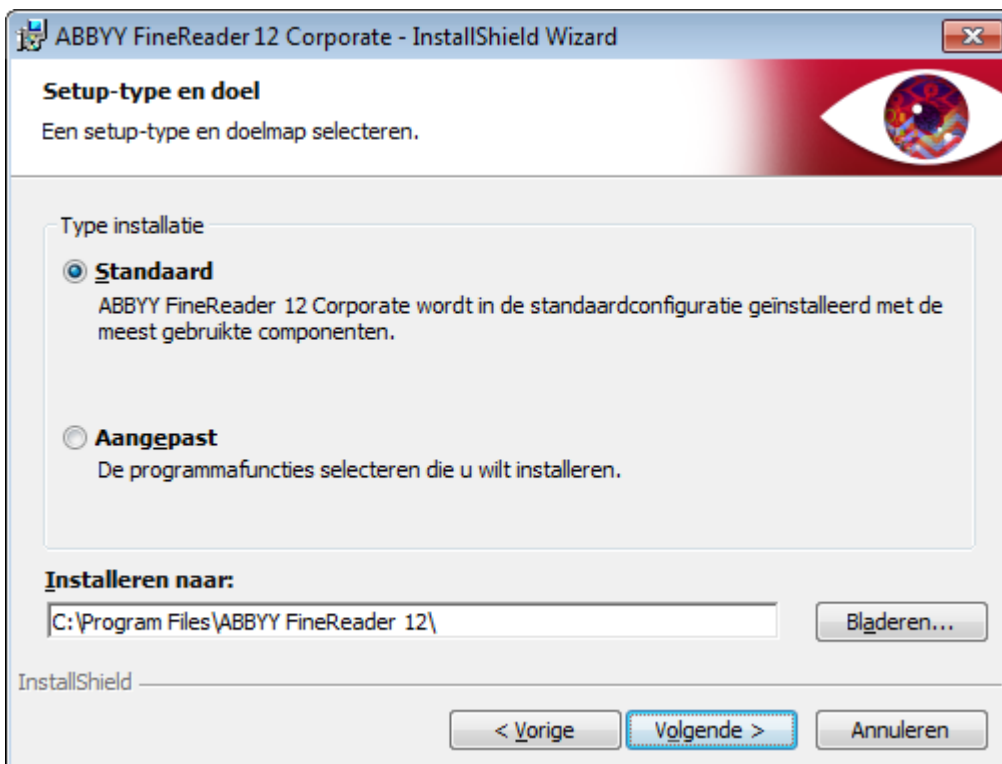 ABBYY FineReader 12 Corporate - InstallShield Wizard
Setup-type en doel
Een setup-type en doelmap selecteren.
Type installatie
Standaard
ABBYY FineReader 12 Corporate wordt in de standaardconfiguratie geïnstalleerd met de
meest gebruikte componenten.
Aangepast
De programmafuncties selecteren die u wilt installeren.
Installeren naar:
C:\Program Files\ABBYY FineReader 12\
Bladeren...
InstallShield
< Vorige
Volgende >
Annuleren